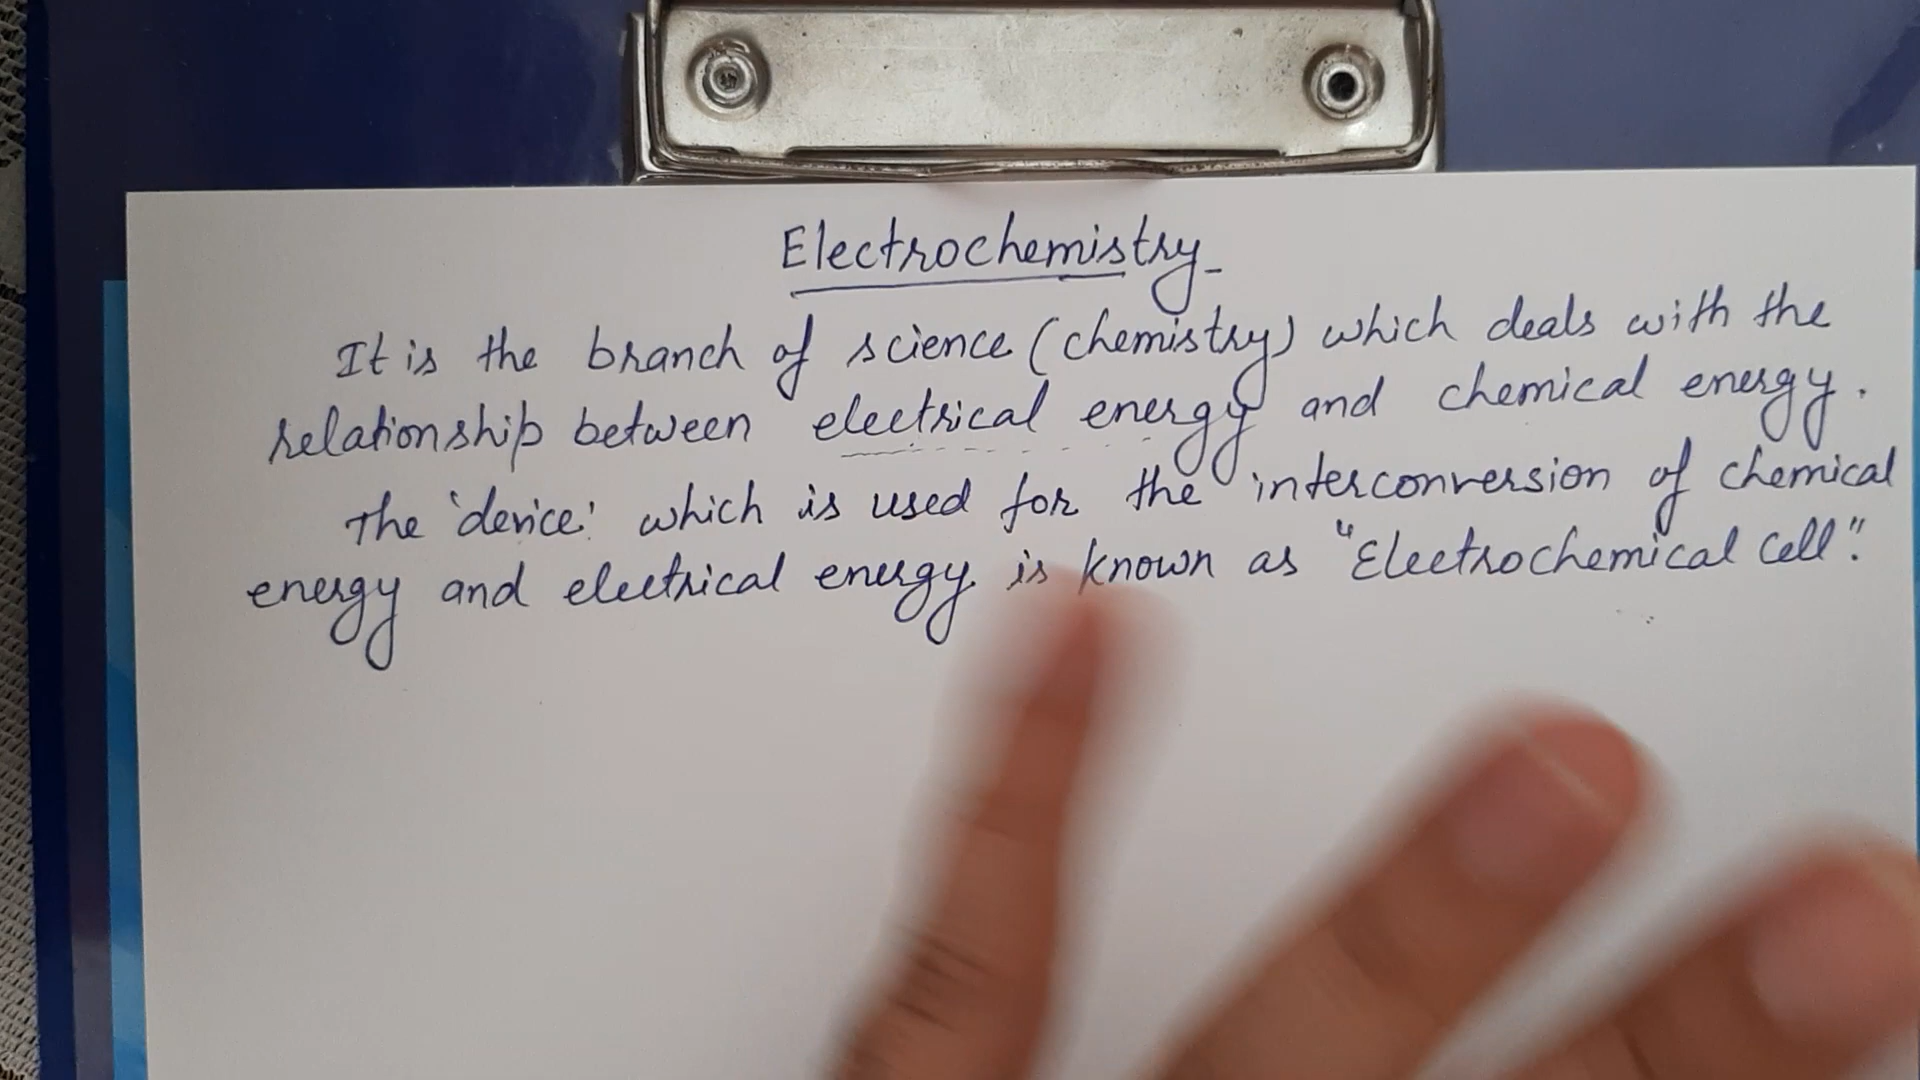 Electrochemistry
It is the branch of science (chemistry) which deals with the
relationship between electrical energy and chemical energy.
The 'device' which is used for the interconversion of chemical
energy and electrical energy is known as "Electrochemical Cell".